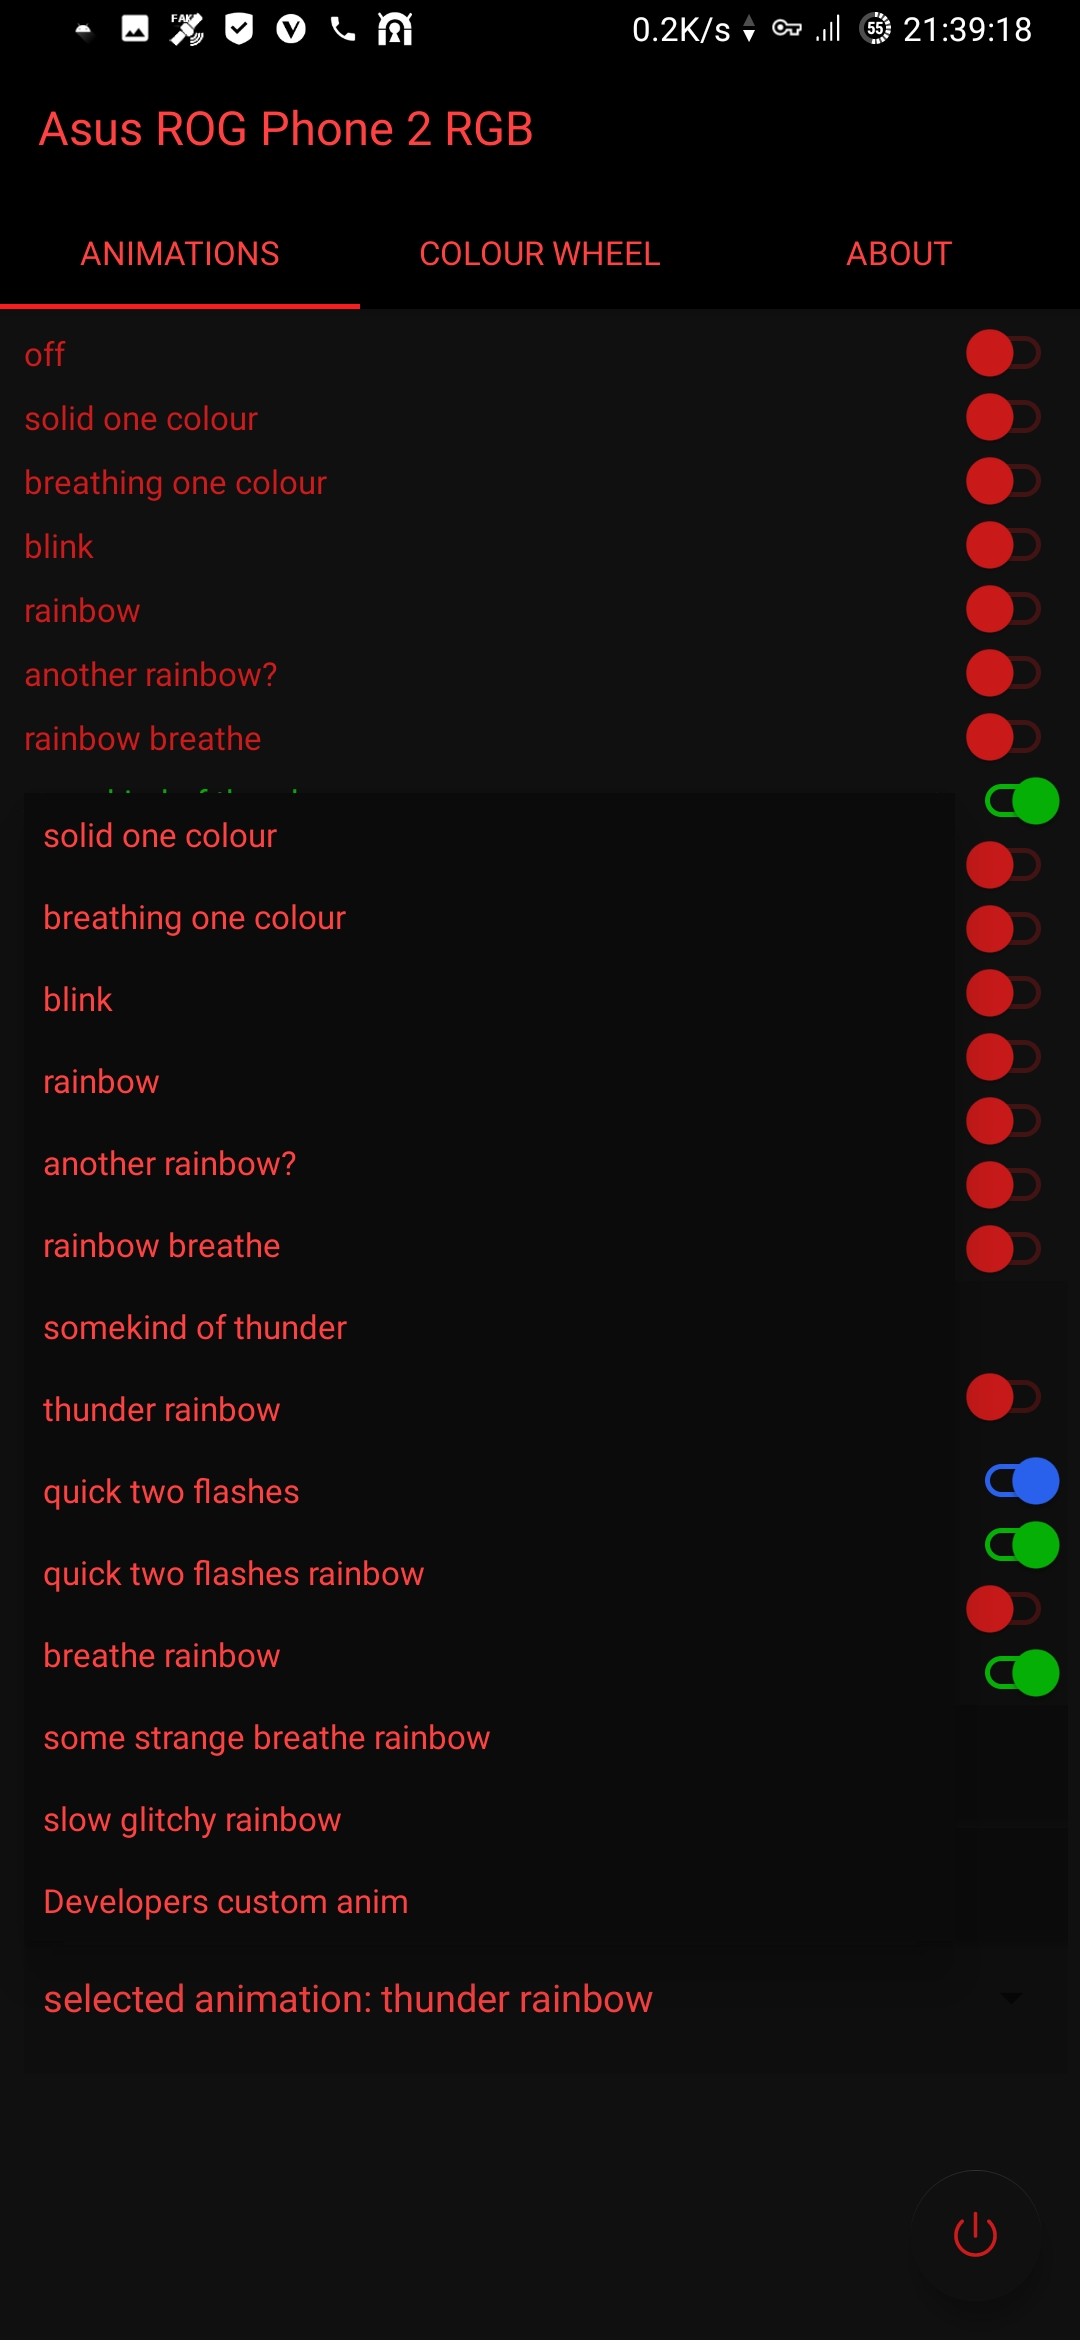 FAKE
0.2K/s
55
21:39:18
Asus ROG Phone 2 RGB
ANIMATIONS
COLOUR WHEEL
ABOUT
off
solid one colour
breathing one colour
blink
rainbow
another rainbow?
rainbow breathe
solid one colour
breathing one colour
blink
rainbow
another rainbow?
rainbow breathe
somekind of thunder
thunder rainbow
quick two flashes
quick two flashes rainbow
breathe rainbow
some strange breathe rainbow
slow glitchy rainbow
Developers custom anim
selected animation: thunder rainbow